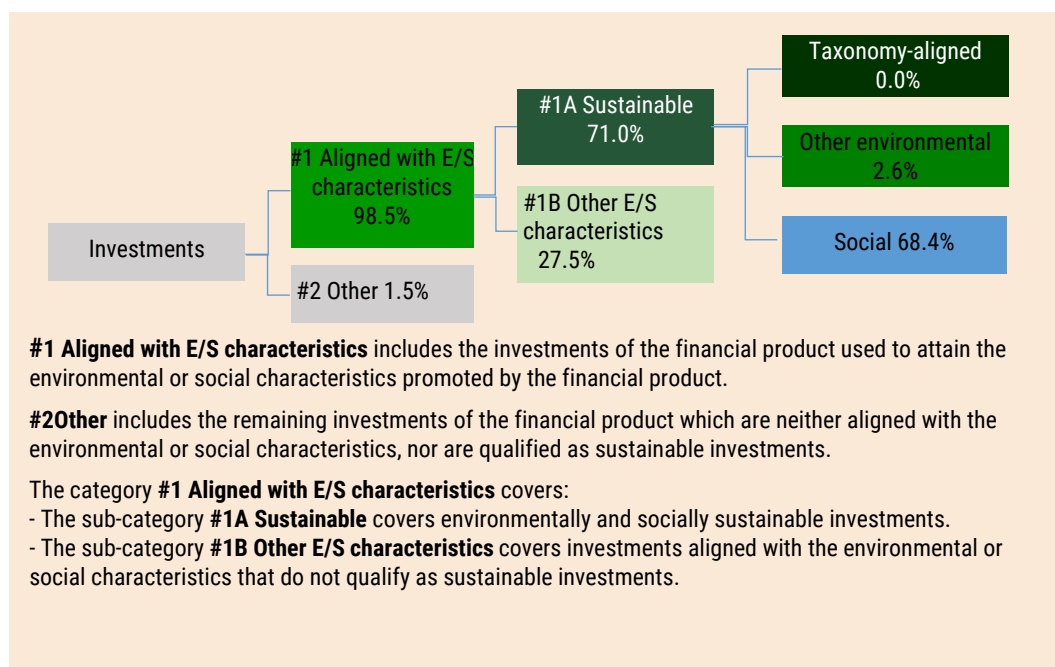 Taxonomy-aligned
0.0%
#1A Sustainable
71.0%
Other environmental
2.6%
#1 Aligned with E/S
characteristics
98.5%
#1B Other E/S
characteristics
27.5%
Social 68.4%
Investments
#2 Other 1.5%
#1 Aligned with E/S characteristics includes the investments of the financial product used to attain the
environmental or social characteristics promoted by the financial product.
#2Other includes the remaining investments of the financial product which are neither aligned with the
environmental or social characteristics, nor are qualified as sustainable investments.
The category #1 Aligned with E/S characteristics covers:
- The sub-category #1A Sustainable covers environmentally and socially sustainable investments.
- The sub-category #1B Other E/S characteristics covers investments aligned with the environmental or
social characteristics that do not qualify as sustainable investments.